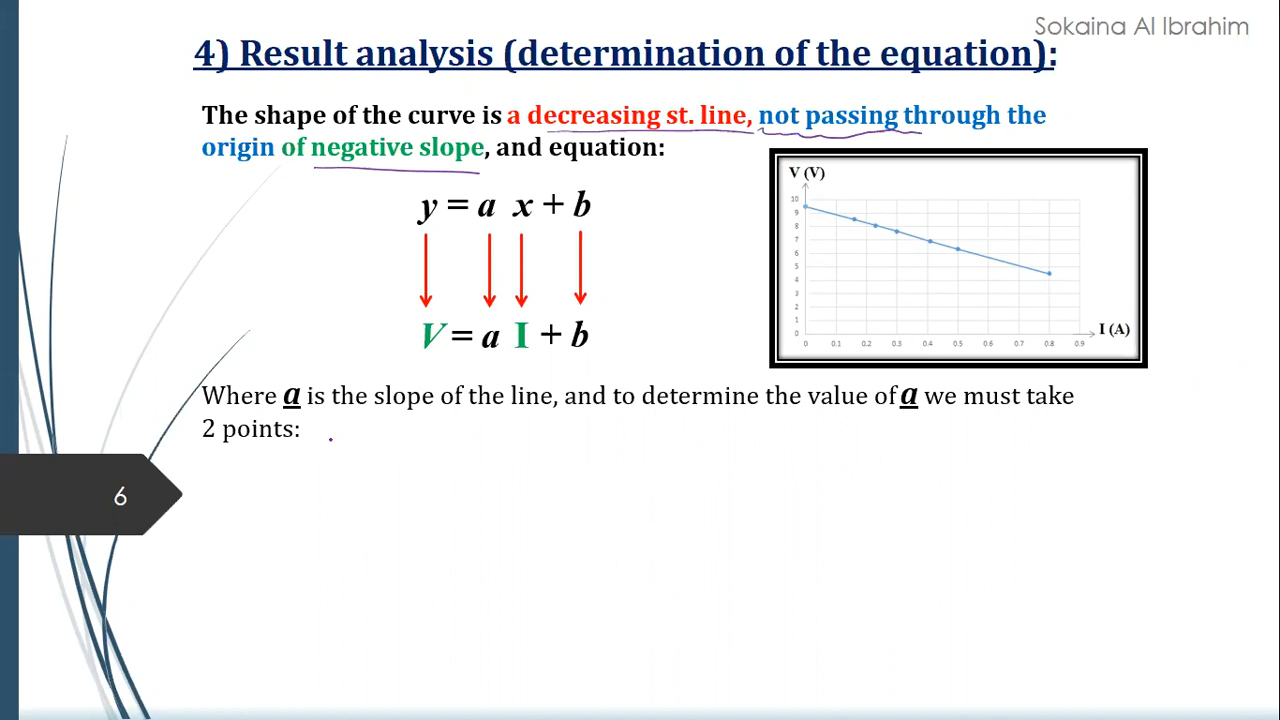 Sokaina Al Ibrahim
4) Result analysis (determination of the equation):
The shape of the curve is a decreasing st. line, not passing through the
origin of negative slope, and equation:
y = a x + b
V = a I + b
V (V)
10
9
8
7
6
5
4
3
2
1
0
0 0.1 0.2 0.3 0.4 0.5 0.6 0.7 0.8 0.9
I (A)
Where a is the slope of the line, and to determine the value of a we must take
2 points:
6